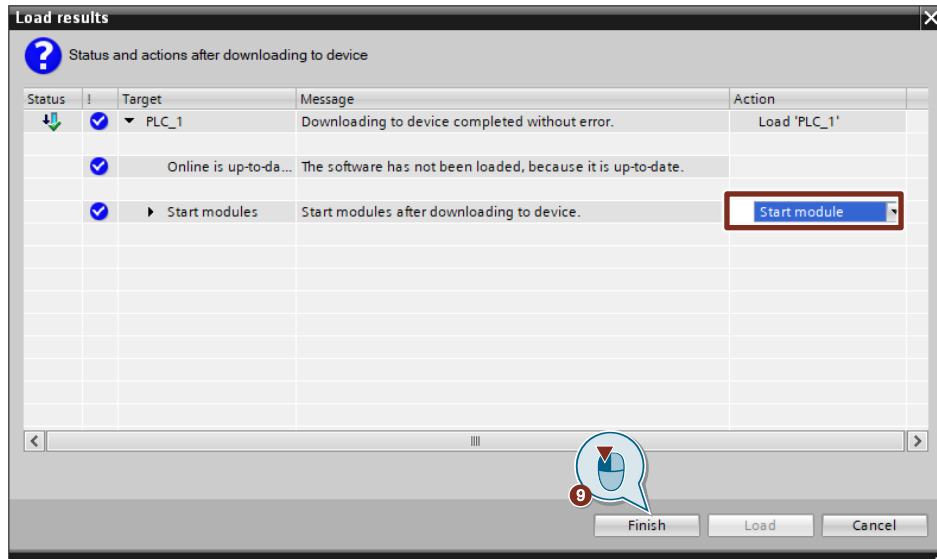 Load results
Status and actions after downloading to device
Status ! Target Message Action
PLC_1 Downloading to device completed without error. Load 'PLC_1'
Online is up-to-da... The software has not been loaded, because it is up-to-date.
Start modules Start modules after downloading to device. Start module
9
Finish Load Cancel